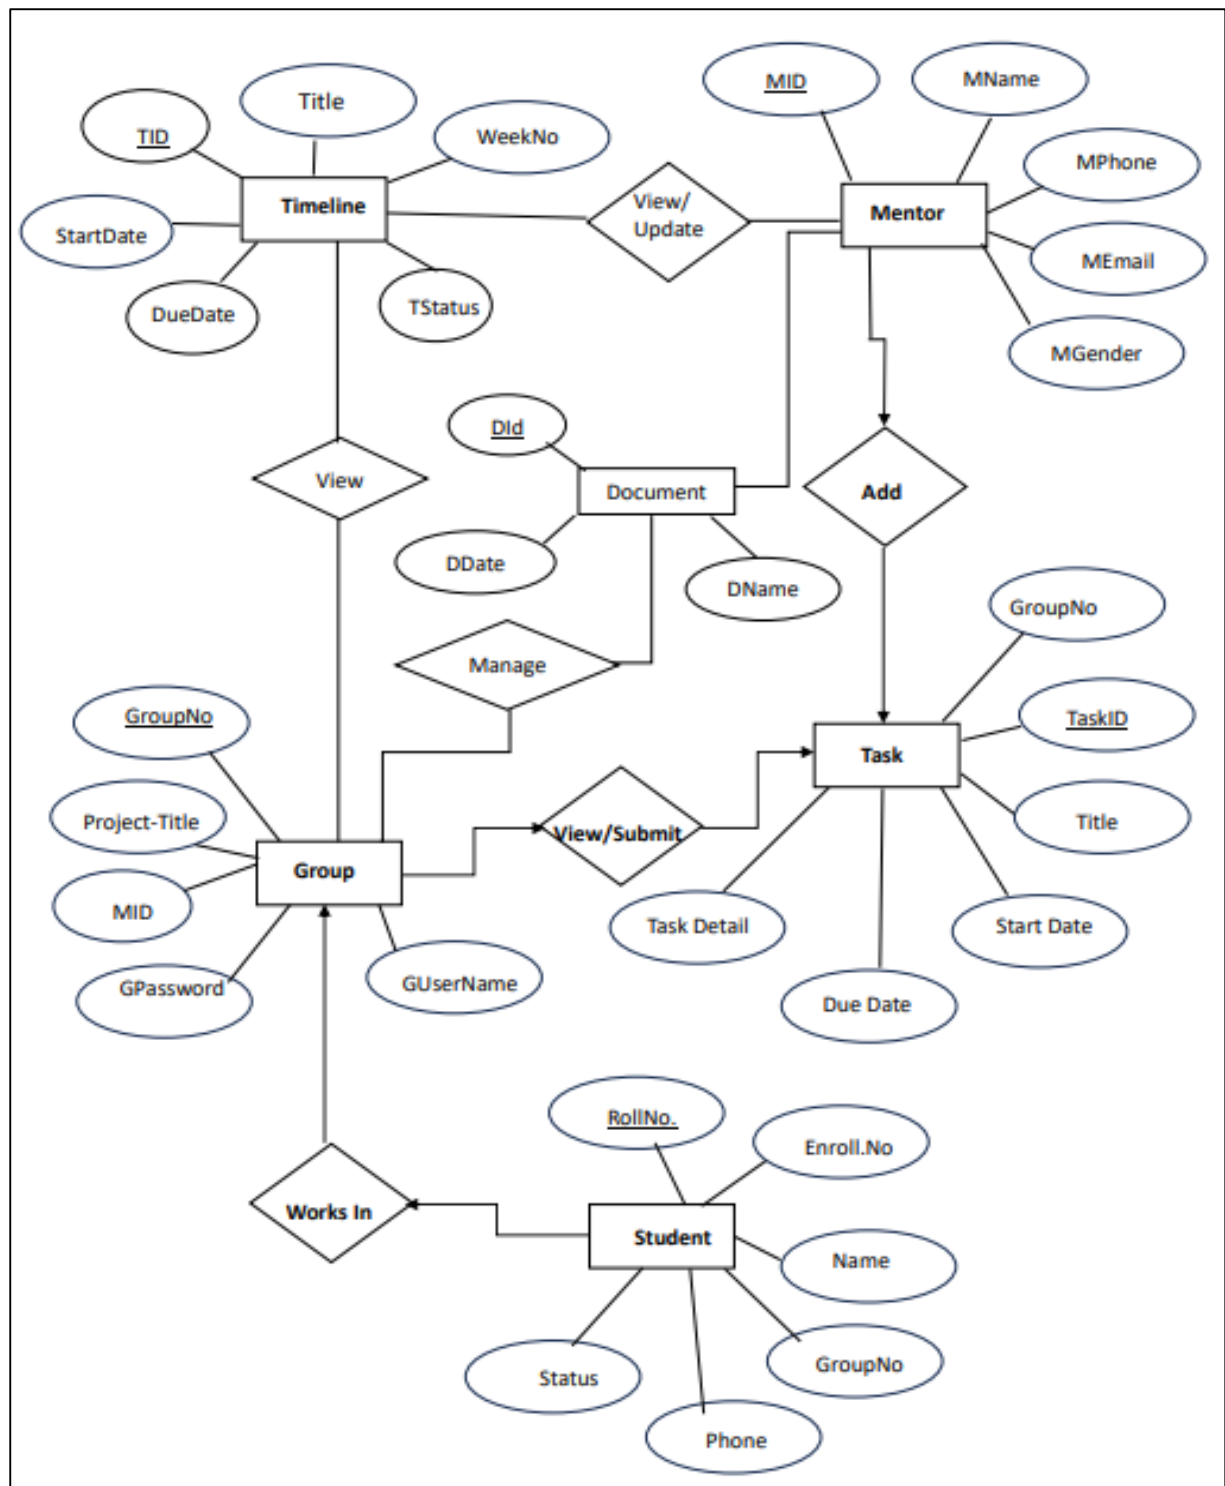 MID
MName
Title
TID
WeekNo
MPhone
View/
Update
Timeline
Mentor
StartDate
MEmail
DueDate
TStatus
MGender
DId
View
Document
Add
DDate
DName
GroupNo
Manage
GroupNo
TaskID
Task
Project-Title
View/Submit
Title
Group
MID
Task Detail
Start Date
GPassword
GUserName
Due Date
RollNo.
Enroll.No
Works In
Student
Name
Status
GroupNo
Phone